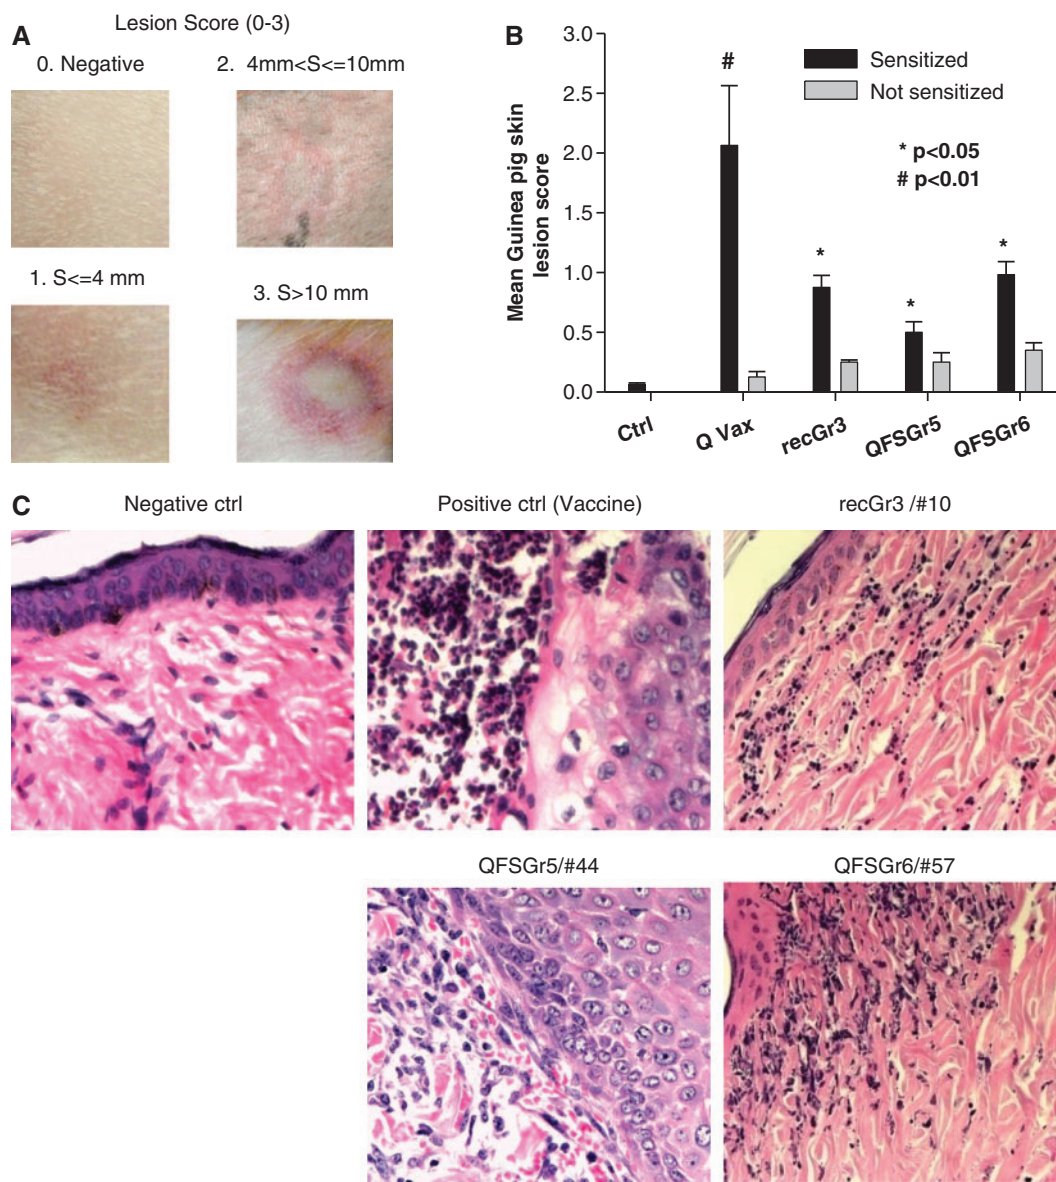 A
Lesion Score (0-3)
0. Negative
2. 4mm<S<=10mm
1. S<=4 mm
3. S>10 mm
B
Mean Guinea pig skin
lesion score
3.0
2.5
2.0
1.5
1.0
0.5
0.0
#
*
*
*
Sensitized
Not sensitized
* p<0.05
# p<0.01
Ctrl
Q Vax
recGr3
QFSGr5
QFSGr6
C
Negative ctrl
Positive ctrl (Vaccine)
recGr3 /#10
QFSGr5/#44
QFSGr6/#57